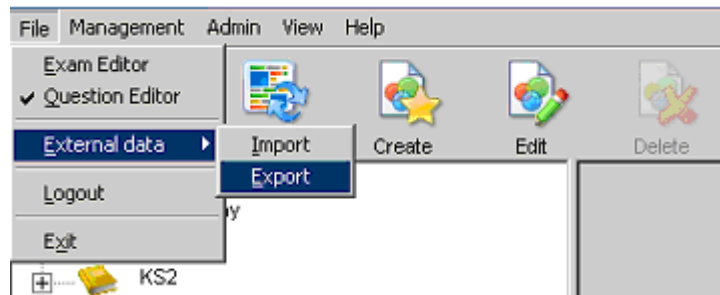 File Management Admin View Help
Exam Editor
✓ Question Editor
External data
Import
Export
Create
Edit
Delete
Logout
Exit
KS2